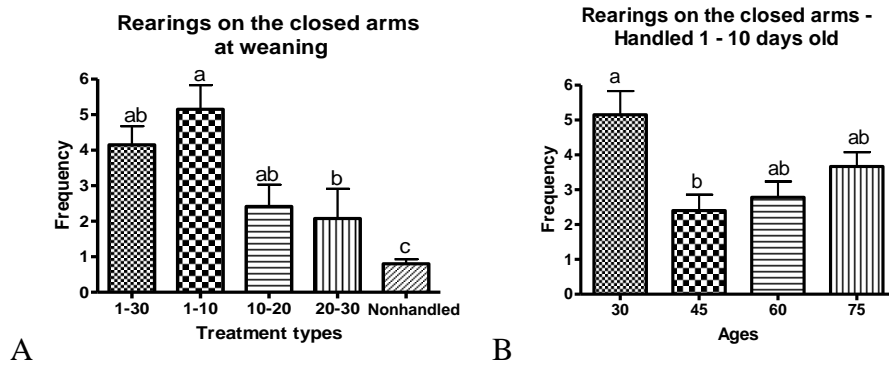 Rearings on the closed arms
at weaning
Frequency
6
5
4
3
2
1
0
ab
a
ab
b
c
1-30 1-10 10-20 20-30 Nonhandled
Treatment types
A
Rearings on the closed arms -
Handled 1 - 10 days old
Frequency
6
5
4
3
2
1
0
a
b
ab
ab
30 45 60 75
Ages
B